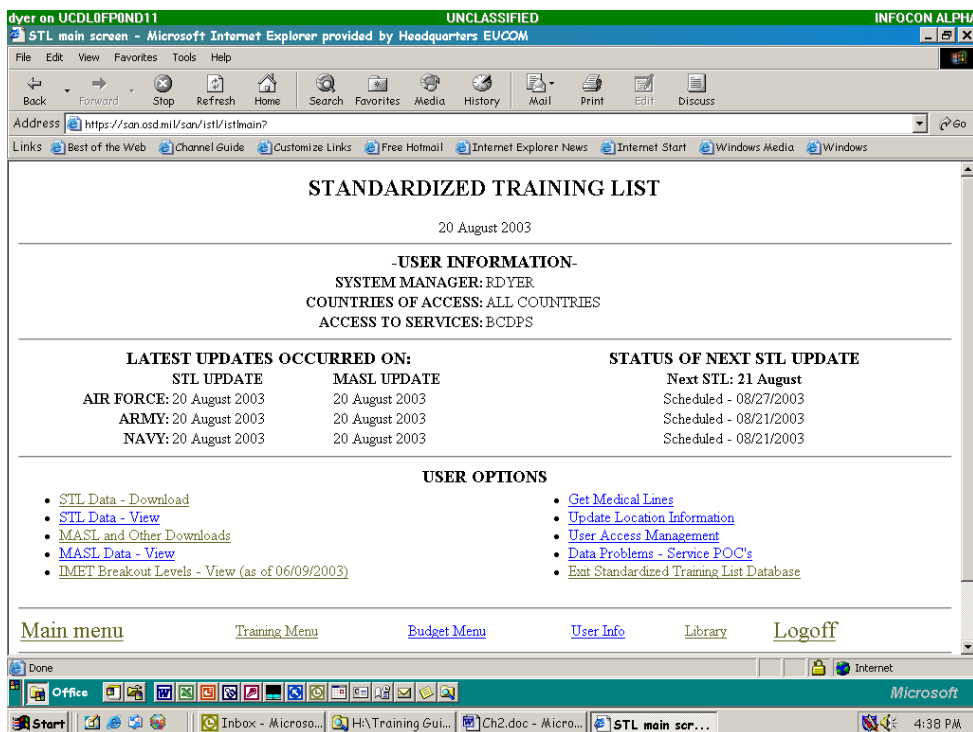 dyer on UCDL0FP0ND11 UNCLASSIFIED INFOCON ALPHA
STL main screen - Microsoft Internet Explorer provided by Headquarters EUCOM
File Edit View Favorites Tools Help
Back Forward Stop Refresh Home Search Favorites Media History Mail Print Edit Discuss
Address https://san.osd.mil/san/istl/istlmain? Go
Links Best of the Web Channel Guide Customize Links Free Hotmail Internet Explorer News Internet Start Windows Media Windows
STANDARDIZED TRAINING LIST
20 August 2003
-USER INFORMATION-
SYSTEM MANAGER: RDYER
COUNTRIES OF ACCESS: ALL COUNTRIES
ACCESS TO SERVICES: BCDPS
LATEST UPDATES OCCURRED ON: STATUS OF NEXT STL UPDATE
STL UPDATE MASL UPDATE Next STL: 21 August
AIR FORCE: 20 August 2003 20 August 2003 Scheduled - 08/27/2003
ARMY: 20 August 2003 20 August 2003 Scheduled - 08/21/2003
NAVY: 20 August 2003 20 August 2003 Scheduled - 08/21/2003
USER OPTIONS
• STL Data - Download
• STL Data - View
• MASL and Other Downloads
• MASL Data - View
• IMET Breakout Levels - View (as of 06/09/2003)
• Get Medical Lines
• Update Location Information
• User Access Management
• Data Problems - Service POC's
• Exit Standardized Training List Database
Main menu Training Menu Budget Menu User Info Library Logoff
Done Internet
Office Microsoft
Start Inbox - Microso... H:\Training Gui... Ch2.doc - Micro... STL main scr... 4:38 PM